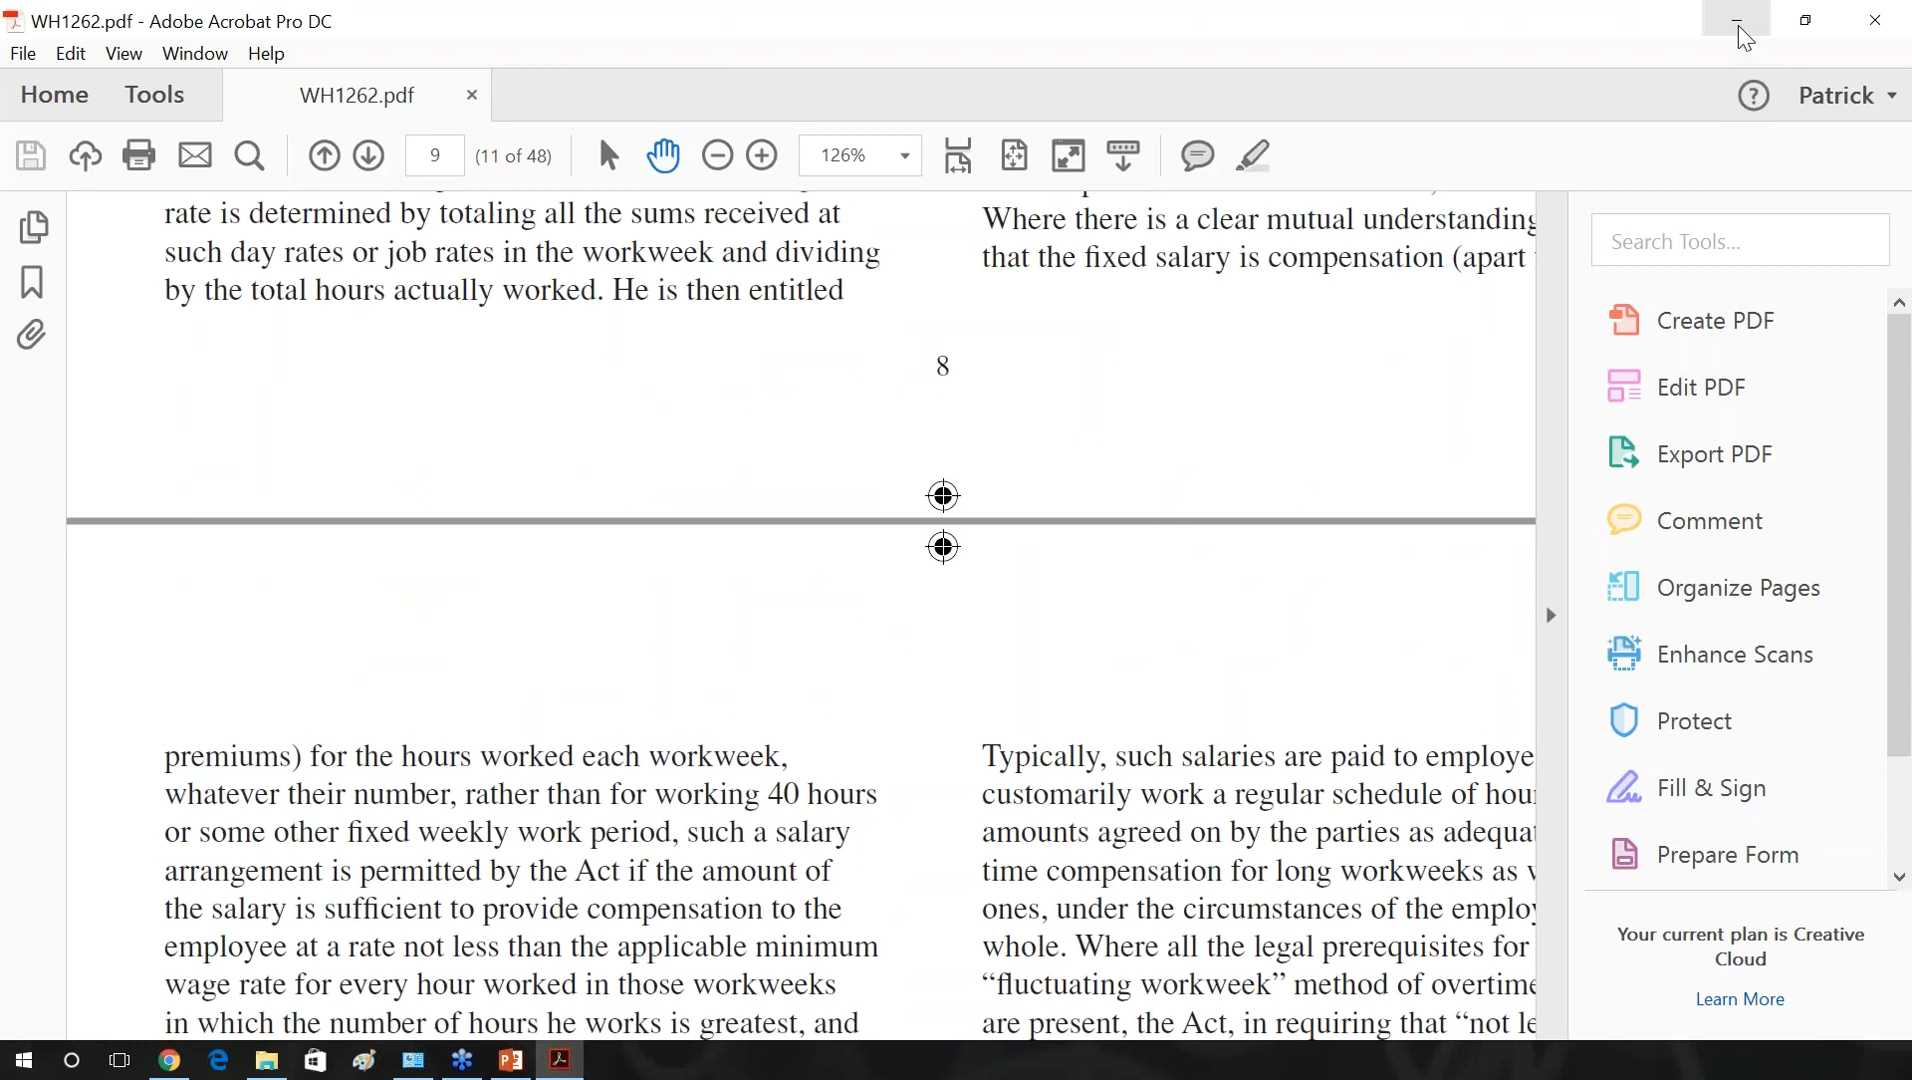 WH1262.pdf - Adobe Acrobat Pro DC
File Edit View Window Help
Home Tools WH1262.pdf × ? Patrick
9 (11 of 48) 126%
rate is determined by totaling all the sums received at
such day rates or job rates in the workweek and dividing
by the total hours actually worked. He is then entitled
Where there is a clear mutual understanding
that the fixed salary is compensation (apart
8
premiums) for the hours worked each workweek,
whatever their number, rather than for working 40 hours
or some other fixed weekly work period, such a salary
arrangement is permitted by the Act if the amount of
the salary is sufficient to provide compensation to the
employee at a rate not less than the applicable minimum
wage rate for every hour worked in those workweeks
in which the number of hours he works is greatest, and
Typically, such salaries are paid to employe
customarily work a regular schedule of hou
amounts agreed on by the parties as adequa
time compensation for long workweeks as
ones, under the circumstances of the employ
whole. Where all the legal prerequisites for
“fluctuating workweek” method of overtime
are present, the Act, in requiring that “not le
Search Tools...
Create PDF
Edit PDF
Export PDF
Comment
Organize Pages
Enhance Scans
Protect
Fill & Sign
Prepare Form
Your current plan is Creative
Cloud
Learn More